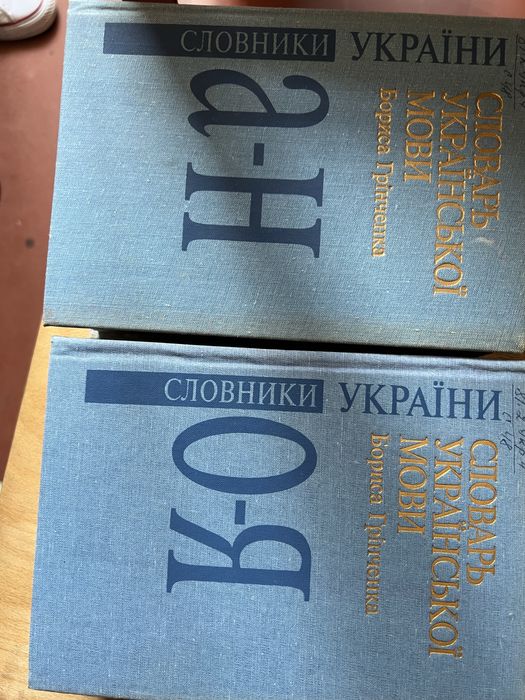 СЛОВНИКИ УКРАЇНИ
СЛОВАРЬ
УКРАЇНСЬКОЇ
МОВИ
Бориса Грінченка
а-Н
СЛОВНИКИ УКРАЇНИ
СЛОВАРЬ
УКРАЇНСЬКОЇ
МОВИ
Бориса Грінченка
О-Я